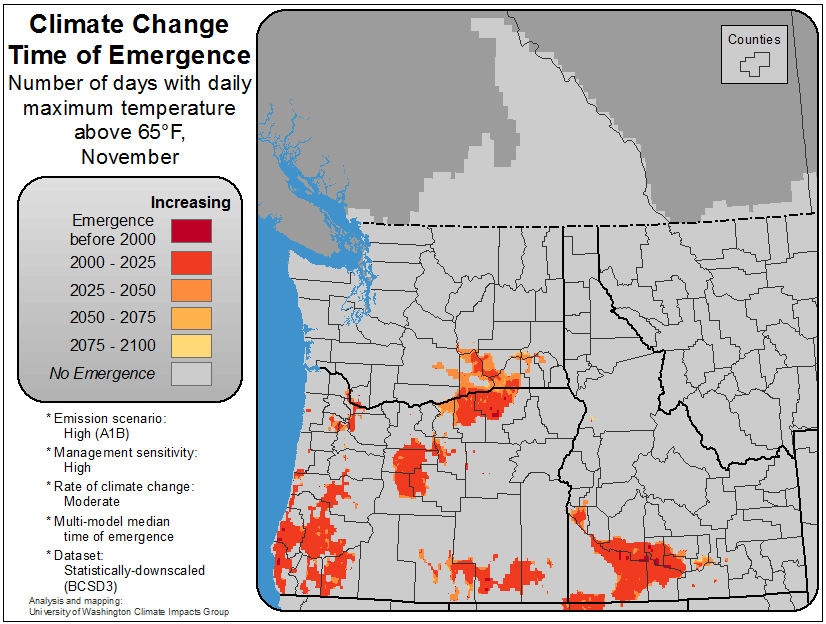 Climate Change
Time of Emergence
Number of days with daily
maximum temperature
above 65°F,
November
Increasing
Emergence
before 2000
2000 - 2025
2025 - 2050
2050 - 2075
2075 - 2100
No Emergence
* Emission scenario:
High (A1B)
* Management sensitivity:
High
* Rate of climate change:
Moderate
* Multi-model median
time of emergence
* Dataset:
Statistically-downscaled
(BCSD3)
Analysis and mapping:
University of Washington Climate Impacts Group
Counties